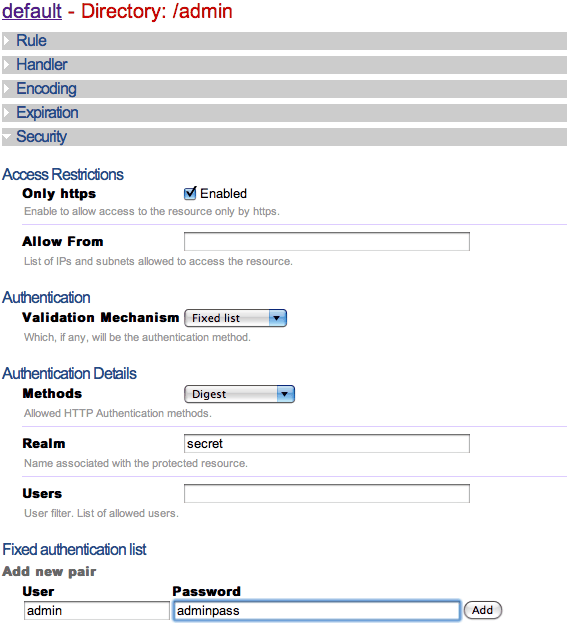 default - Directory: /admin
Rule
Handler
Encoding
Expiration
Security
Access Restrictions
Only https Enabled
Enable to allow access to the resource only by https.
Allow From
List of IPs and subnets allowed to access the resource.
Authentication
Validation Mechanism Fixed list
Which, if any, will be the authentication method.
Authentication Details
Methods Digest
Allowed HTTP Authentication methods.
Realm secret
Name associated with the protected resource.
Users
User filter. List of allowed users.
Fixed authentication list
Add new pair
User Password
admin adminpass Add